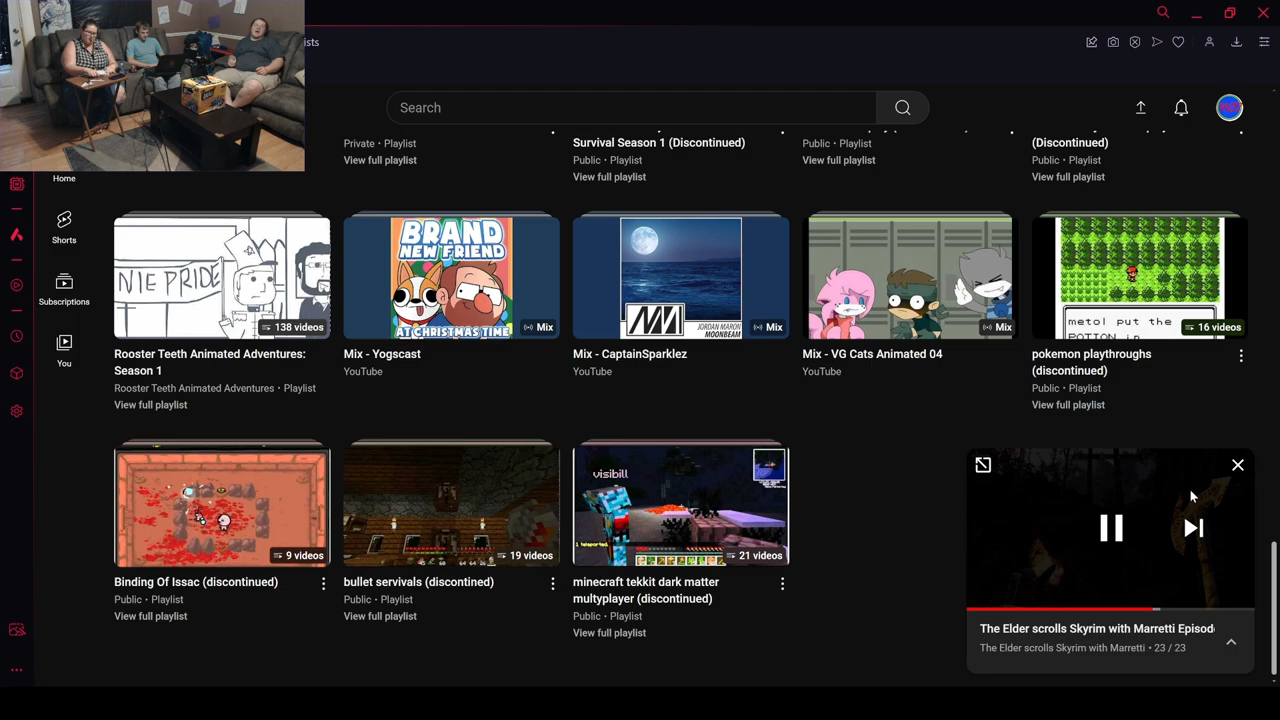 ists
Search
Private • Playlist
View full playlist
Survival Season 1 (Discontinued)
Public • Playlist
View full playlist
Public • Playlist
View full playlist
(Discontinued)
Public • Playlist
View full playlist
Home
Shorts
Subscriptions
You
NIE PRIDE
138 videos
Rooster Teeth Animated Adventures:
Season 1
Rooster Teeth Animated Adventures • Playlist
View full playlist
BRAND
NEW FRIEND
AT CHRISTMAS TIME
Mix
Mix - Yogscast
YouTube
JORDAN MARON
MOONBEAM
Mix
Mix - CaptainSparklez
YouTube
Mix
Mix - VG Cats Animated 04
YouTube
meto! put the
16 videos
pokemon playthroughs
(discontinued)
Public • Playlist
View full playlist
9 videos
Binding Of Issac (discontinued)
Public • Playlist
View full playlist
19 videos
bullet servivals (discontined)
Public • Playlist
View full playlist
visibill
21 videos
minecraft tekkit dark matter
multyplayer (discontinued)
Public • Playlist
View full playlist
The Elder scrolls Skyrim with Marretti Episod
The Elder scrolls Skyrim with Marretti • 23 / 23